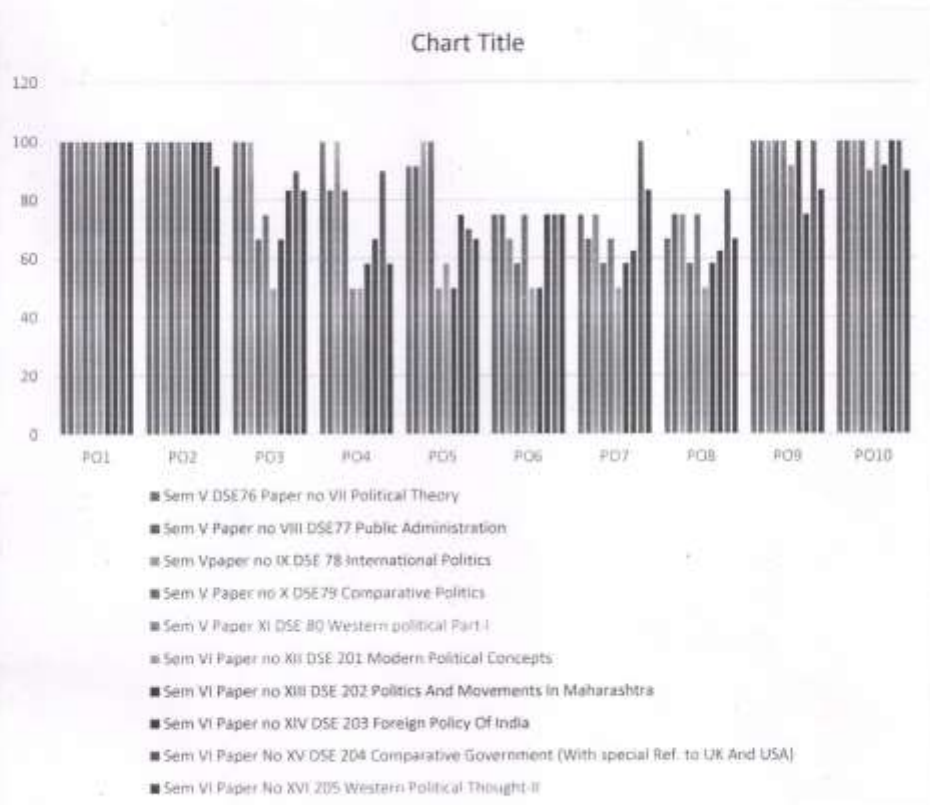 Chart Title
120
100
80
60
40
20
0
PO1 PO2 PO3 PO4 PO5 PO6 PO7 PO8 PO9 PO10
Sem V DSE76 Paper no VII Political Theory
Sem V Paper no VIII DSE77 Public Administration
Sem Vpaper no IX DSE 78 International Politics
Sem V Paper no X DSE79 Comparative Politics
Sem V Paper XI DSE 80 Western political Part-I
Sem VI Paper no XII DSE 201 Modern Political Concepts
Sem VI Paper no XIII DSE 202 Politics And Movements In Maharashtra
Sem VI Paper no XIV DSE 203 Foreign Policy Of India
Sem VI Paper No XV DSE 204 Comparative Government (With special Ref. to UK And USA)
Sem VI Paper No XVI 205 Western Political Thought-II